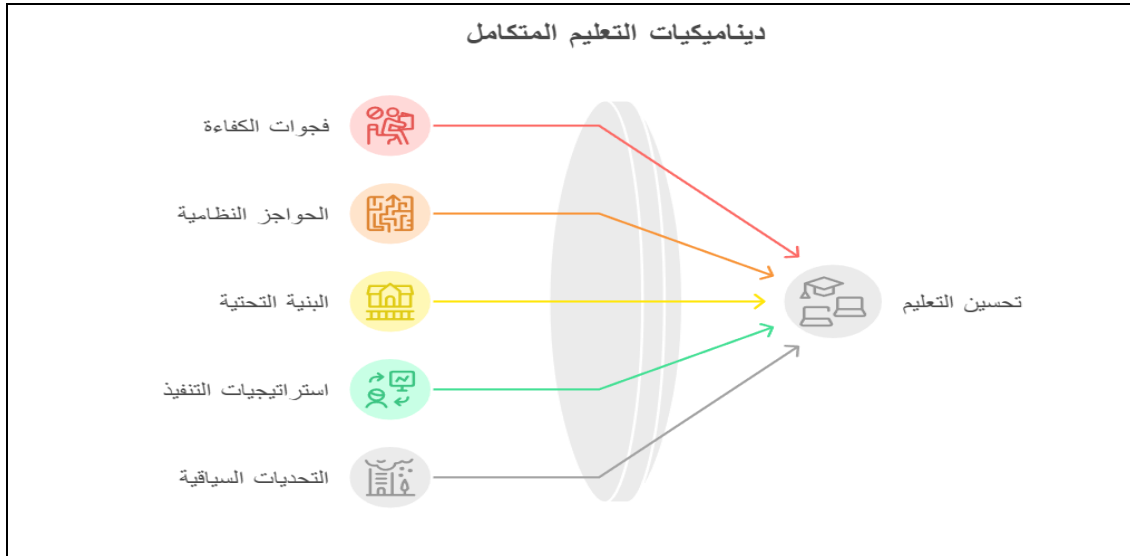 ديناميكيات التعليم المتكامل
فجوات الكفاءة
الحواجز النظامية
البنية التحتية
استراتيجيات التنفيذ
التحديات السياقية
تحسين التعليم